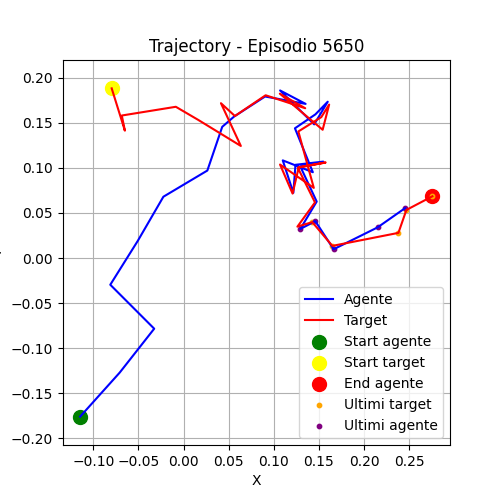 Trajectory - Episodio 5650
0.20
0.15
0.10
0.05
0.00
−0.05
−0.10
−0.15
−0.20
−0.10 −0.05 0.00 0.05 0.10 0.15 0.20 0.25
X
Agente
Target
Start agente
Start target
End agente
Ultimi target
Ultimi agente